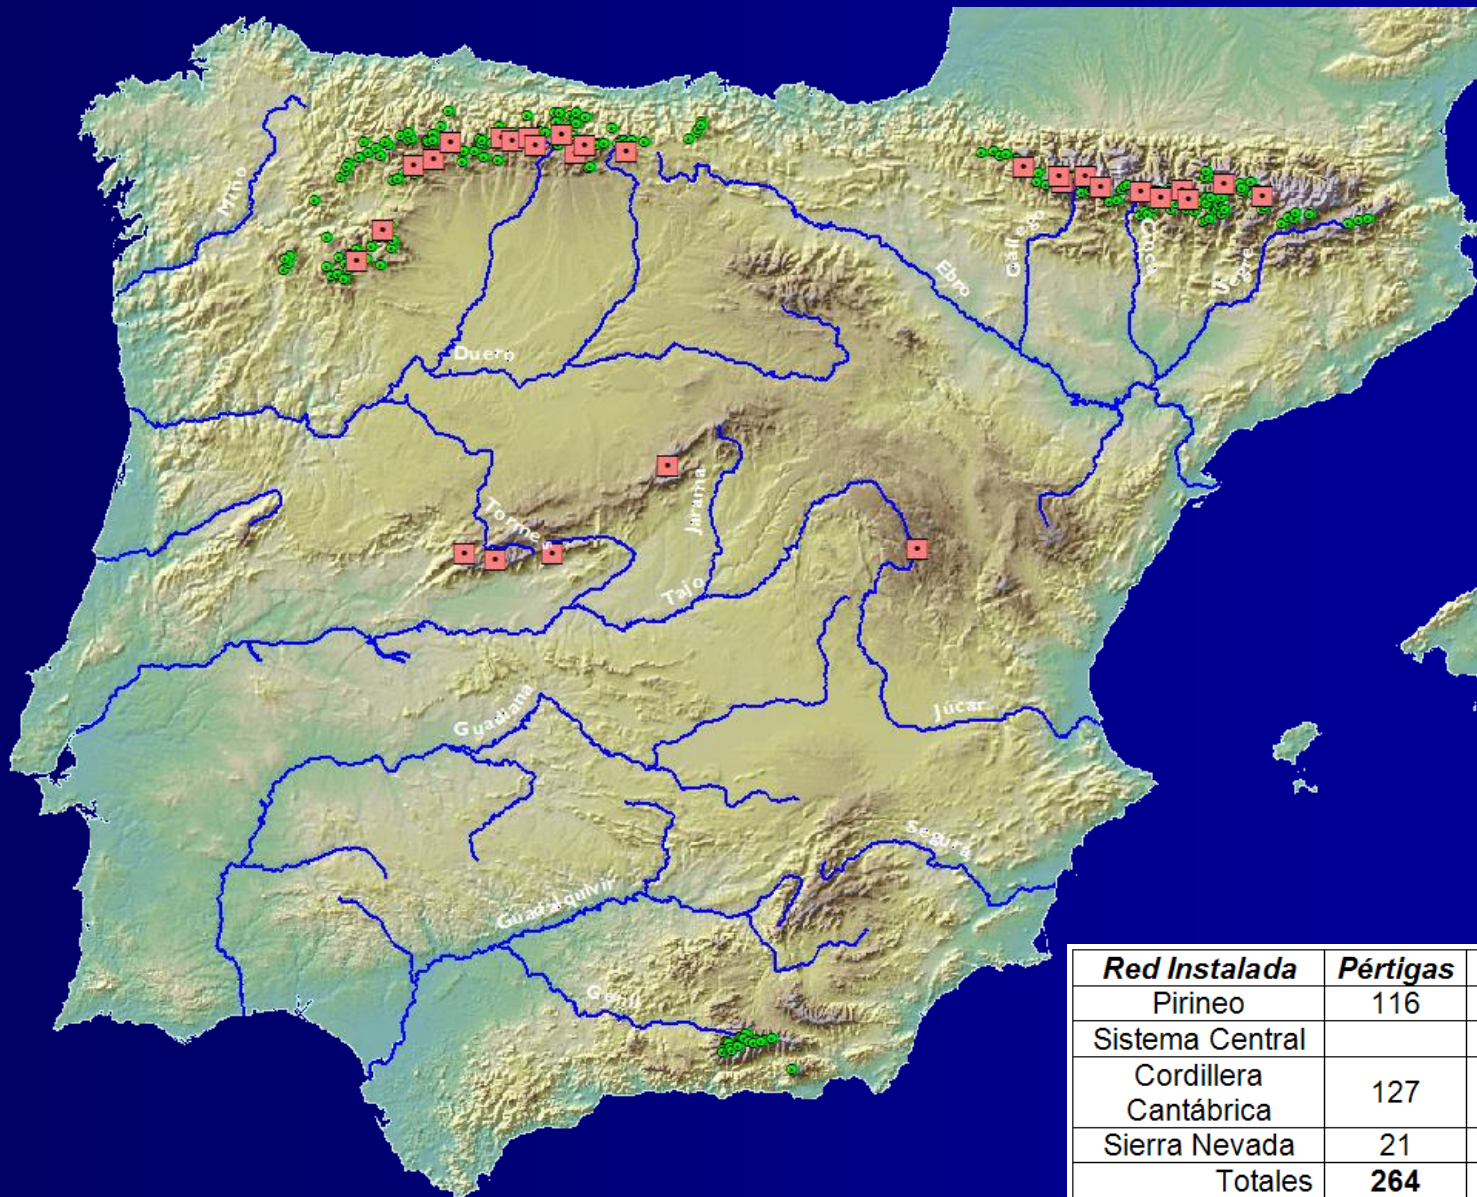 Miño
Gállego
Cinca
Segre
Ebro
Duero
Tormes
Jarama
Tajo
Guadiana
Júcar
Segura
Guadalquivir
Genil
Red Instalada Pértigas
Pirineo 116
Sistema Central
Cordillera
Cantábrica 127
Sierra Nevada 21
Totales 264